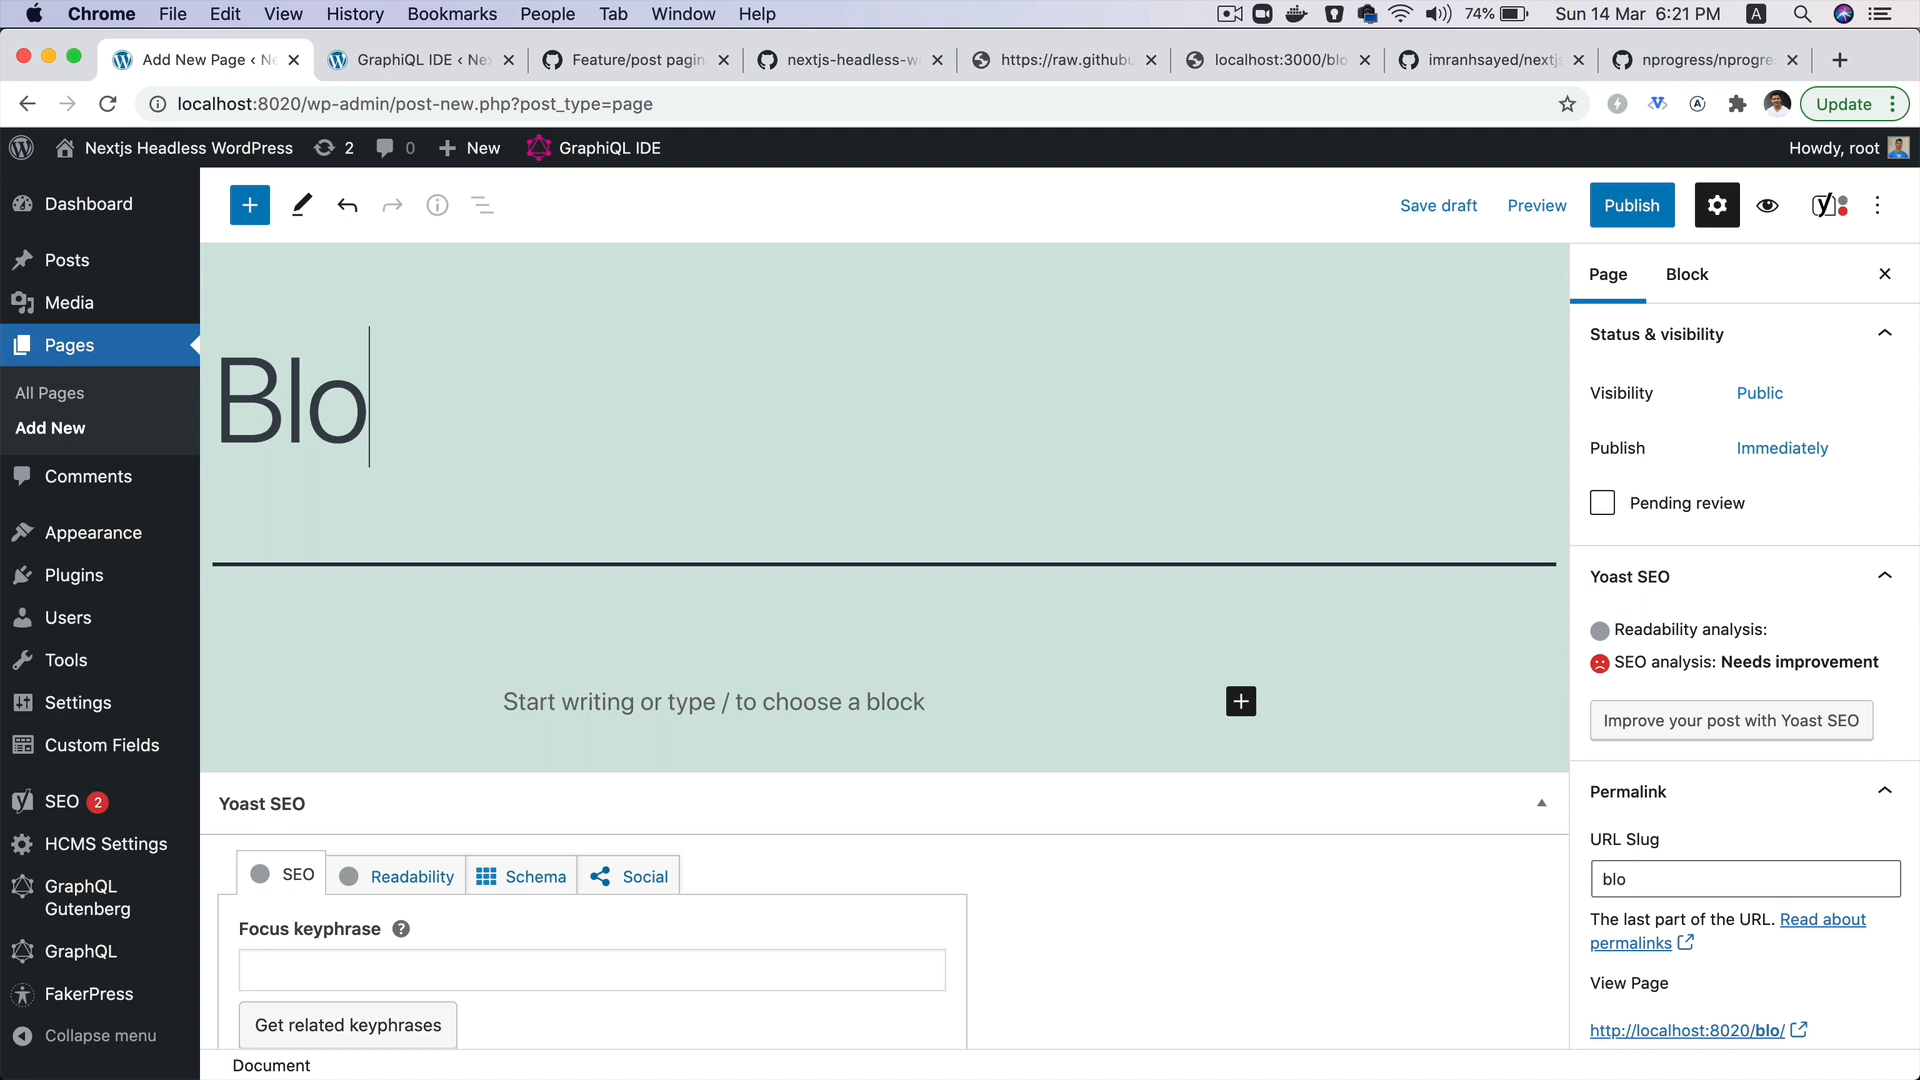 Chrome File Edit View History Bookmarks People Tab Window Help 74% Sun 14 Mar 6:21 PM A
Add New Page ‹ Ne GraphiQL IDE ‹ Nex Feature/post pagin nextjs-headless-w https://raw.githubu localhost:3000/blo imranhsayed/nextjs nprogress/nprogre
localhost:8020/wp-admin/post-new.php?post_type=page Update
Nextjs Headless WordPress 2 0 New GraphiQL IDE Howdy, root
Dashboard
Posts
Media
Pages
All Pages
Add New
Comments
Appearance
Plugins
Users
Tools
Settings
Custom Fields
SEO 2
HCMS Settings
GraphQL
Gutenberg
GraphQL
FakerPress
Collapse menu
Save draft Preview Publish
Blo
Start writing or type / to choose a block
Yoast SEO
SEO Readability Schema Social
Focus keyphrase ?
Get related keyphrases
Document
Page Block
Status & visibility
Visibility Public
Publish Immediately
Pending review
Yoast SEO
Readability analysis:
SEO analysis: Needs improvement
Improve your post with Yoast SEO
Permalink
URL Slug
blo
The last part of the URL. Read about
permalinks
View Page
http://localhost:8020/blo/